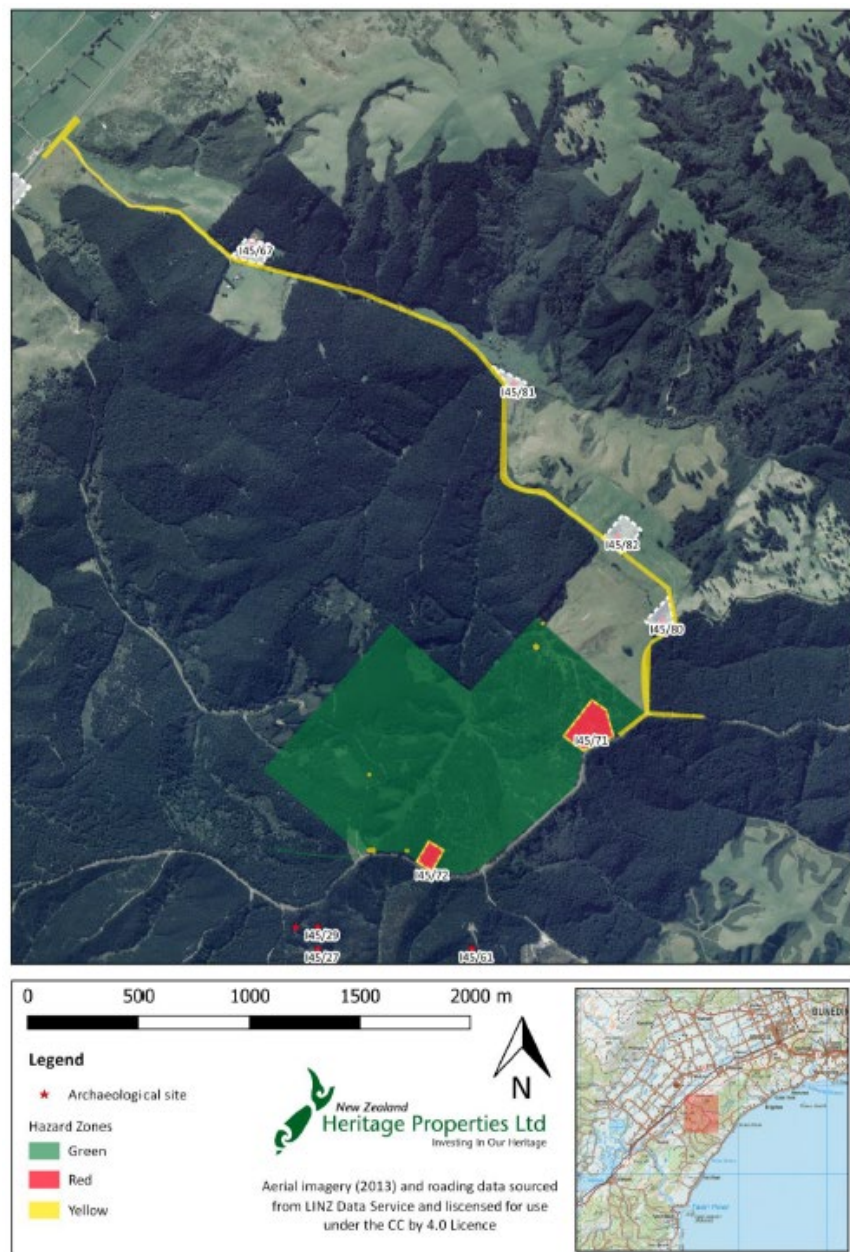 I45/67
I45/81
I45/82
I45/80
I45/71
I45/72
I45/29
I45/27
I45/61
0 500 1000 1500 2000 m
Legend
Archaeological site
Hazard Zones
Green
Red
Yellow
New Zealand
Heritage Properties Ltd
Investing In Our Heritage
Aerial imagery (2013) and roading data sourced
from LINZ Data Service and liscensed for use
under the CC by 4.0 Licence
N